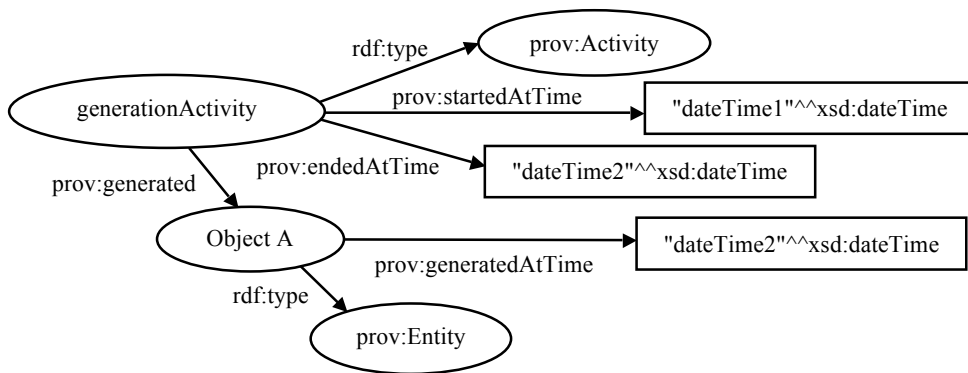 prov:Activity
rdf:type
generationActivity
prov:startedAtTime
"dateTime1"^^xsd:dateTime
prov:endedAtTime
"dateTime2"^^xsd:dateTime
prov:generated
Object A
"dateTime2"^^xsd:dateTime
prov:generatedAtTime
rdf:type
prov:Entity